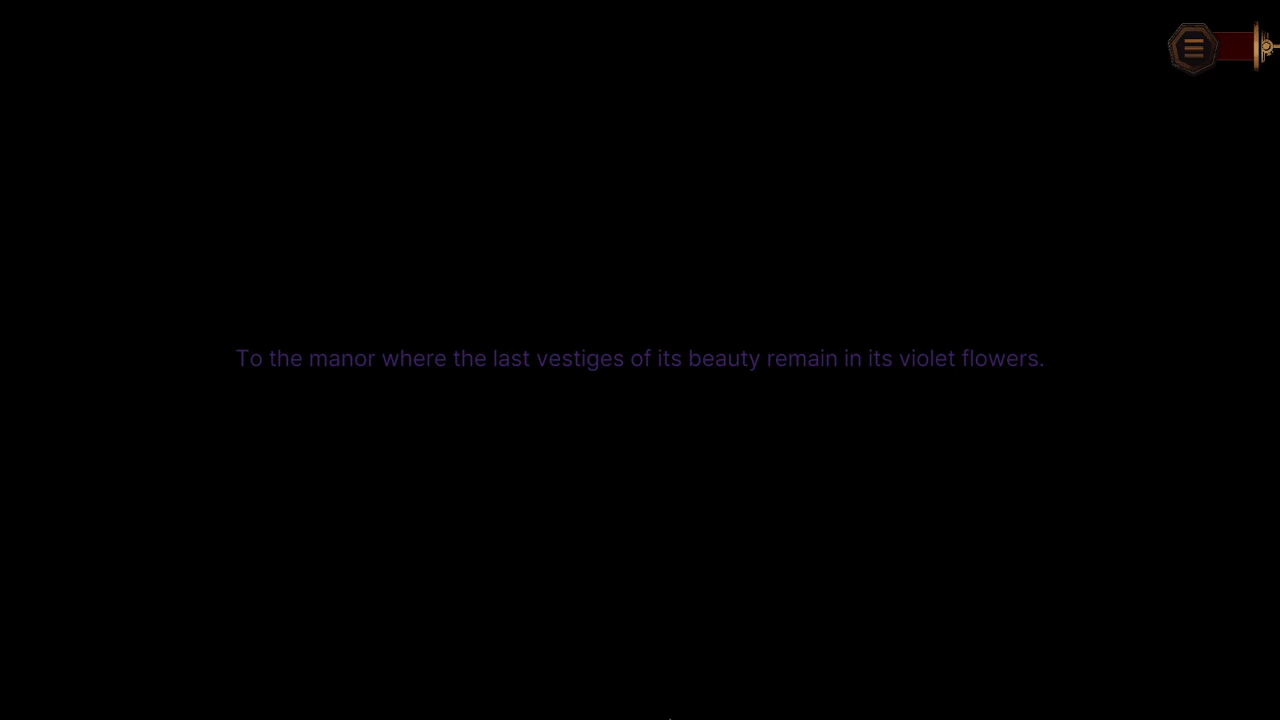 To the manor where the last vestiges of its beauty remain in its violet flowers.